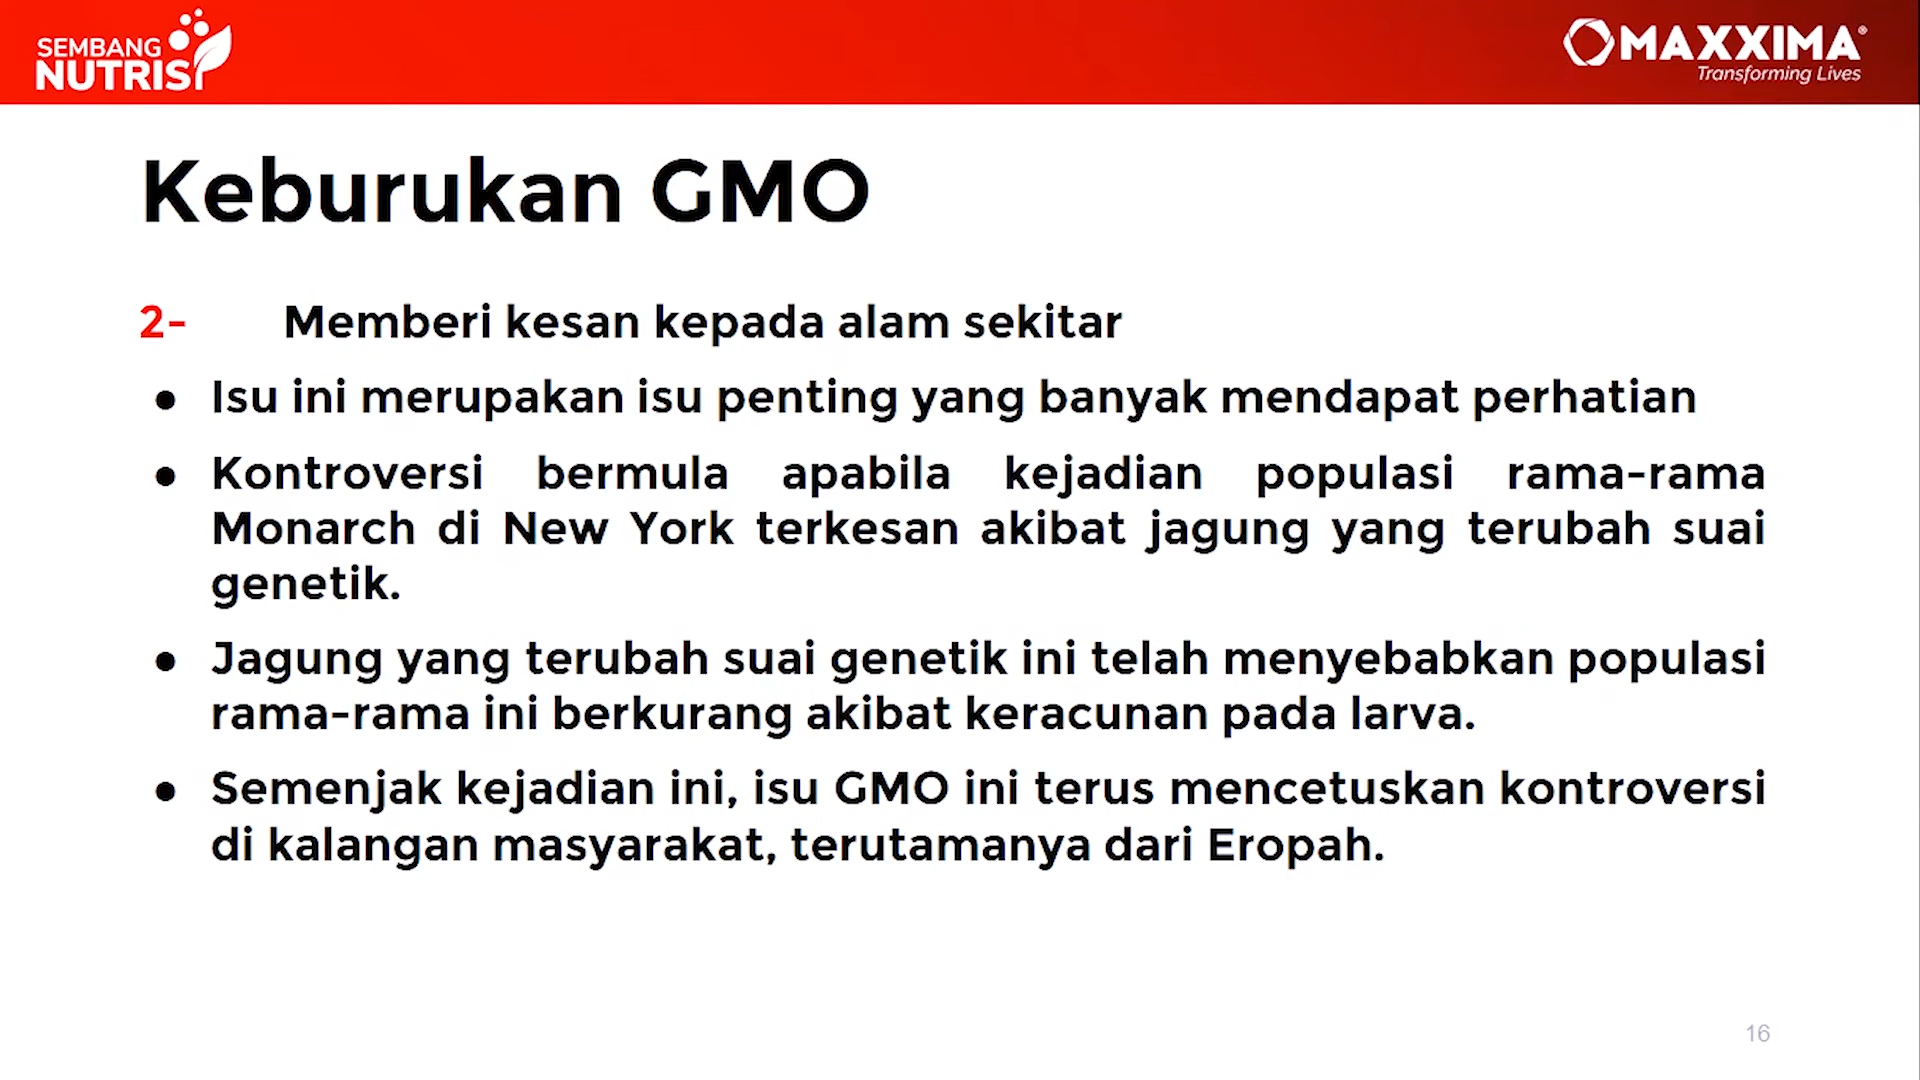 SEMBANG
NUTRISI
MAXXIMA®
Transforming Lives
Keburukan GMO
2- Memberi kesan kepada alam sekitar
● Isu ini merupakan isu penting yang banyak mendapat perhatian
● Kontroversi bermula apabila kejadian populasi rama-rama
Monarch di New York terkesan akibat jagung yang terubah suai
genetik.
● Jagung yang terubah suai genetik ini telah menyebabkan populasi
rama-rama ini berkurang akibat keracunan pada larva.
● Semenjak kejadian ini, isu GMO ini terus mencetuskan kontroversi
di kalangan masyarakat, terutamanya dari Eropah.
16